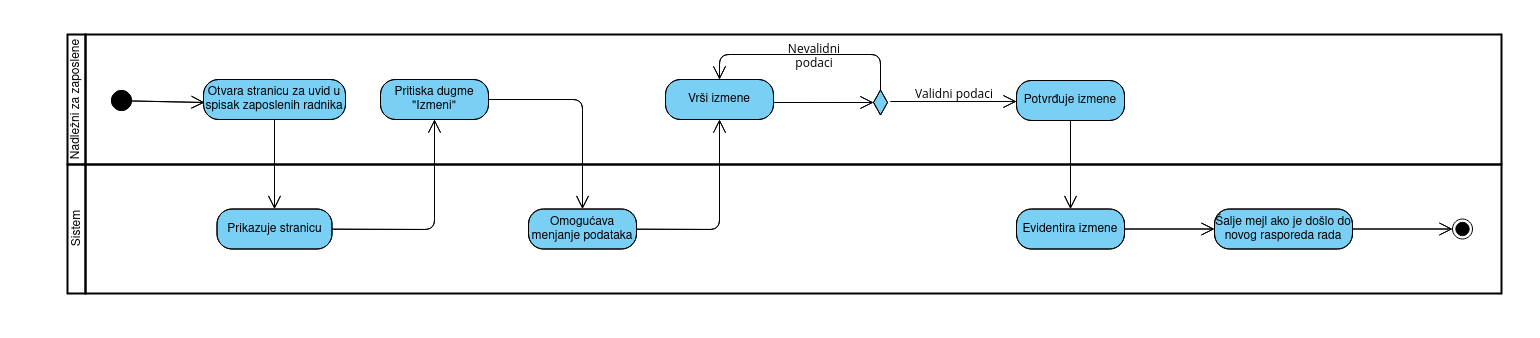 Nadležni za zaposlene
Otvara stranicu za uvid u
spisak zaposlenih radnika
Pritiska dugme
"Izmeni"
Vrši izmene
Nevalidni
podaci
Validni podaci
Potvrđuje izmene
Sistem
Prikazuje stranicu
Omogućava
menjanje podataka
Evidentira izmene
Šalje mejl ako je došlo do
novog rasporeda rada